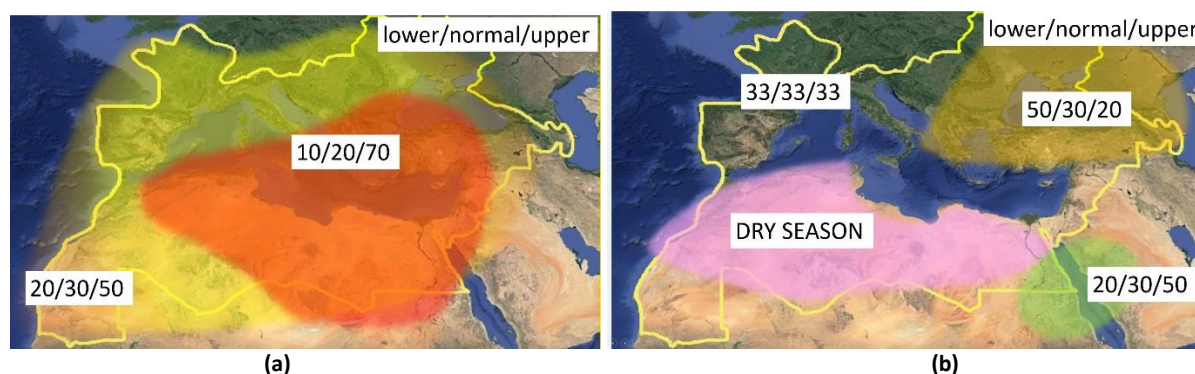 lower/normal/upper
10/20/70
20/30/50
(a)
lower/normal/upper
33/33/33
50/30/20
DRY SEASON
20/30/50
(b)